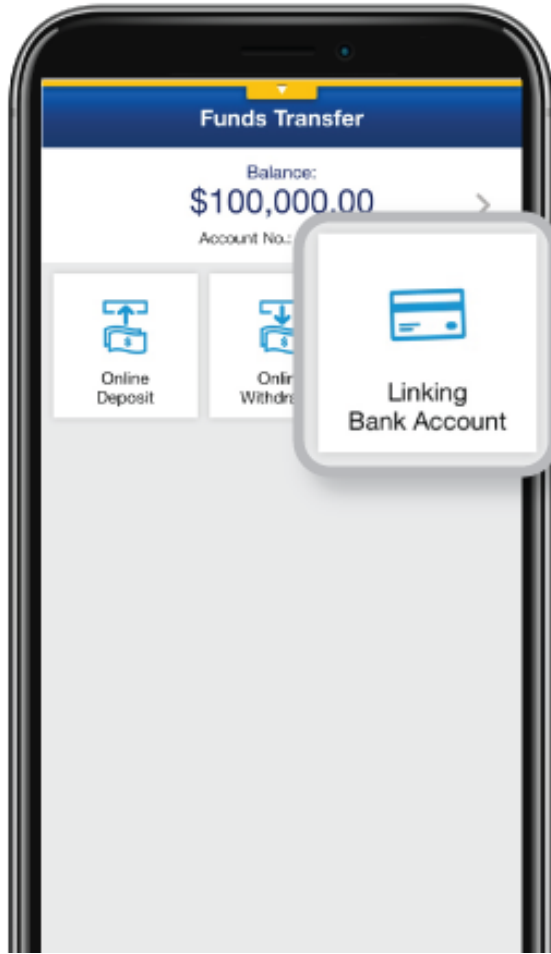 Funds Transfer
Balance:
$100,000.00
Account No.:
Online
Deposit
Linking
Bank Account